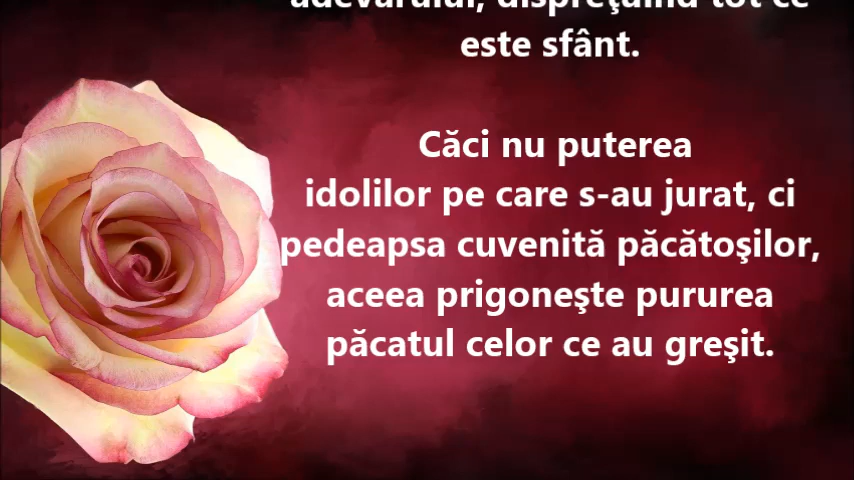 adevărului, dispreţuind tot ce
este sfânt.
Căci nu puterea
idolilor pe care s-au jurat, ci
pedeapsa cuvenită păcătoşilor,
aceea prigoneşte pururea
păcatul celor ce au greşit.